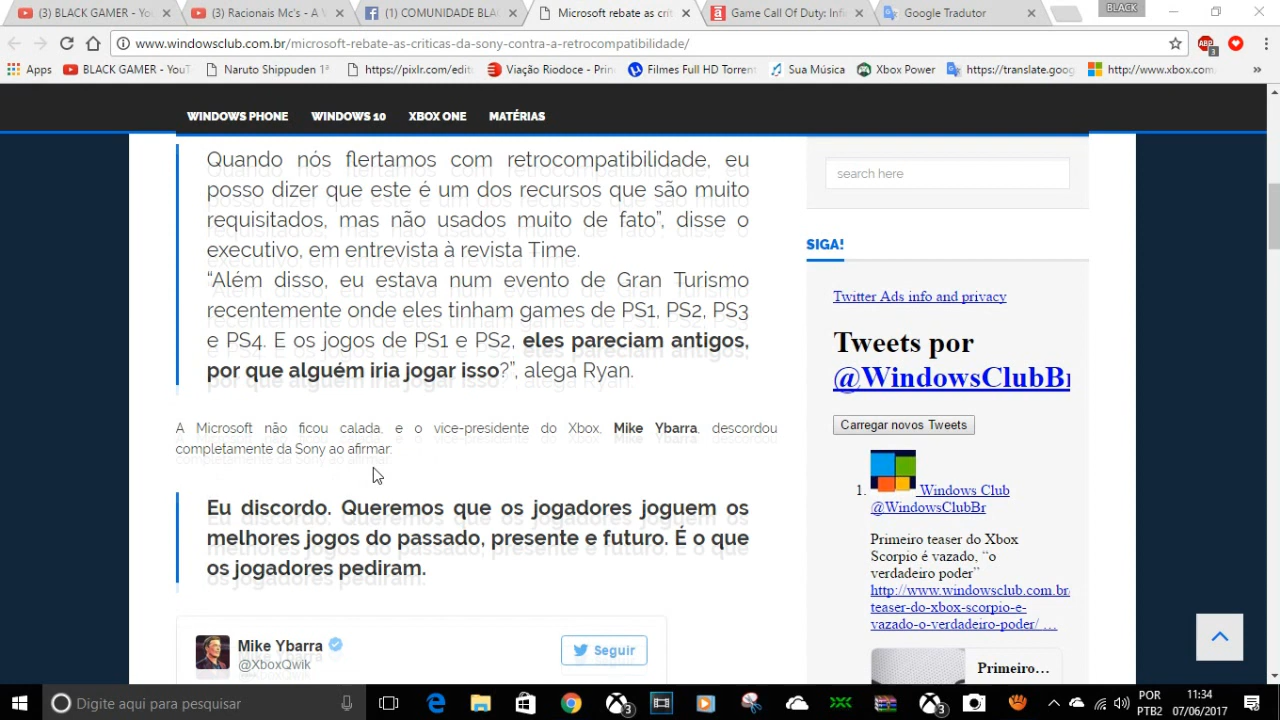 (3) BLACK GAMER - You
(3) Racionais Mc's - A V
(1) COMUNIDADE BLA
Microsoft rebate as crít
Game Call Of Duty: Infi
Google Tradutor
BLACK
www.windowsclub.com.br/microsoft-rebate-as-criticas-da-sony-contra-a-retrocompatibilidade/
ABP
3
Apps
BLACK GAMER - YouT
Naruto Shippuden 1ª
https://pixlr.com/edit
Viação Riodoce - Prin
Filmes Full HD Torrent
Sua Música
Xbox Power
https://translate.goog
http://www.xbox.com
»
WINDOWS PHONE WINDOWS 10 XBOX ONE MATÉRIAS
Quando nós flertamos com retrocompatibilidade, eu
posso dizer que este é um dos recursos que são muito
requisitados, mas não usados muito de fato”, disse o
executivo, em entrevista à revista Time.
“Além disso, eu estava num evento de Gran Turismo
recentemente onde eles tinham games de PS1, PS2, PS3
e PS4. E os jogos de PS1 e PS2, eles pareciam antigos,
por que alguém iria jogar isso?”, alega Ryan.
A Microsoft não ficou calada, e o vice-presidente do Xbox, Mike Ybarra, descordou
completamente da Sony ao afirmar:
Eu discordo. Queremos que os jogadores joguem os
melhores jogos do passado, presente e futuro. É o que
os jogadores pediram.
Mike Ybarra
@XboxQwik
Seguir
search here
SIGA!
Twitter Ads info and privacy
Tweets por
@WindowsClubBr
Carregar novos Tweets
1. Windows Club
@WindowsClubBr
Primeiro teaser do Xbox
Scorpio é vazado, “o
verdadeiro poder”
http://www.windowsclub.com.br/
teaser-do-xbox-scorpio-e-
vazado-o-verdadeiro-poder/ …
Primeiro…
Digite aqui para pesquisar
3
3
POR
PTB2
11:34
07/06/2017